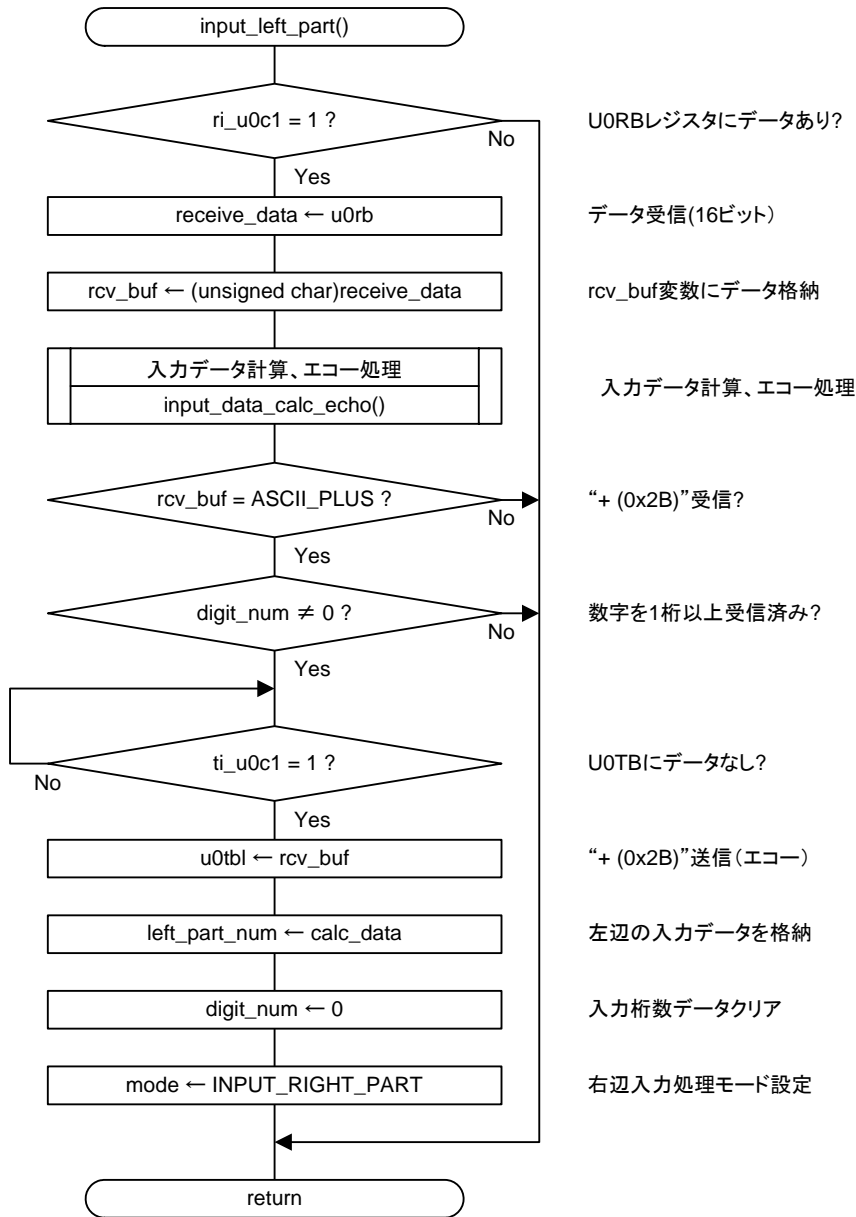 input_left_part()
ri_u0c1 = 1 ?
U0RBレジスタにデータあり?
No
Yes
receive_data ← u0rb
データ受信(16ビット)
rcv_buf ← (unsigned char)receive_data
rcv_buf変数にデータ格納
入力データ計算、エコー処理
input_data_calc_echo()
入力データ計算、エコー処理
rcv_buf = ASCII_PLUS ?
“+ (0x2B)”受信?
No
Yes
digit_num ≠ 0 ?
数字を1桁以上受信済み?
No
Yes
ti_u0c1 = 1 ?
U0TBにデータなし?
No
Yes
u0tbl ← rcv_buf
“+ (0x2B)”送信(エコー)
left_part_num ← calc_data
左辺の入力データを格納
digit_num ← 0
入力桁数データクリア
mode ← INPUT_RIGHT_PART
右辺入力処理モード設定
return